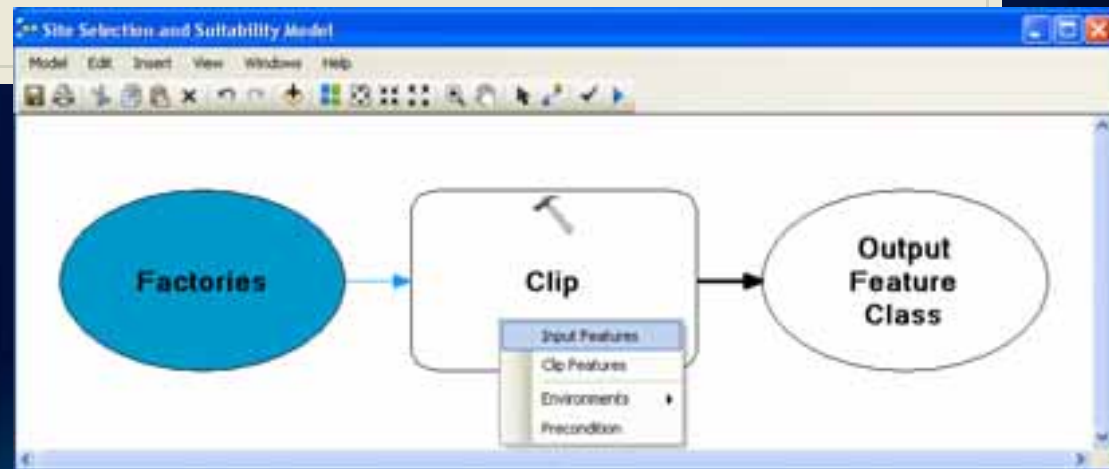 Site Selection and Suitability Model
Model Edit Insert View Windows Help
Factories
Clip
Output
Feature
Class
Input Features
Clip Features
Environments
Precondition